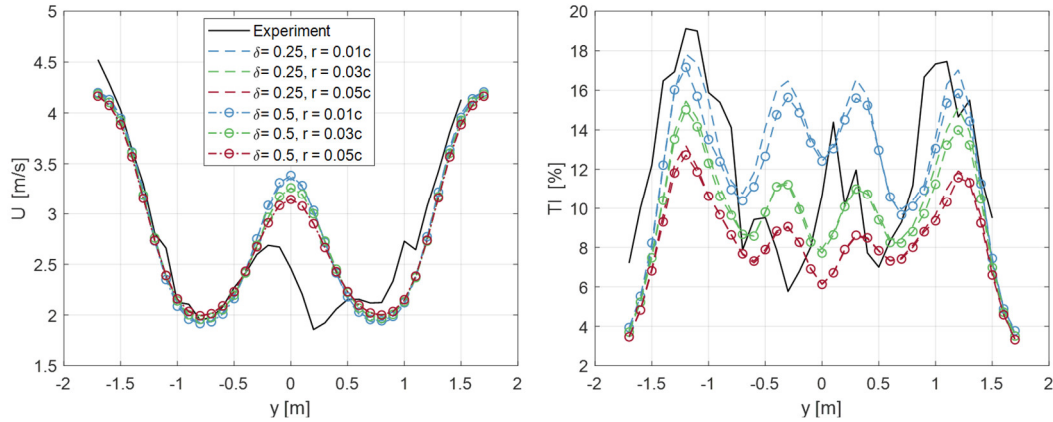 5
4.5
4
3.5
3
2.5
2
1.5
U [m/s]
-2 -1.5 -1 -0.5 0 0.5 1 1.5 2
y [m]
Experiment
δ= 0.25, r = 0.01c
δ= 0.25, r = 0.03c
δ= 0.25, r = 0.05c
δ= 0.5, r = 0.01c
δ= 0.5, r = 0.03c
δ= 0.5, r = 0.05c
20
18
16
14
12
10
8
6
4
2
TI [%]
-2 -1.5 -1 -0.5 0 0.5 1 1.5 2
y [m]